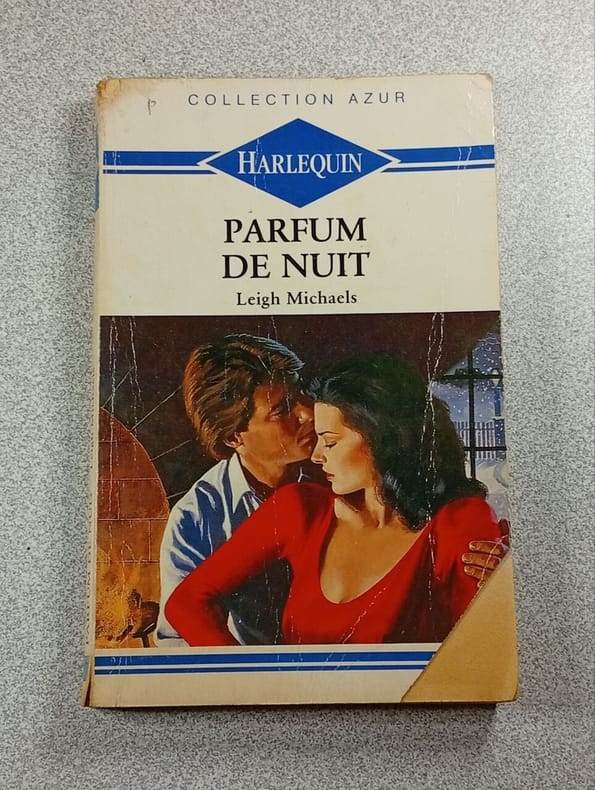 P
COLLECTION AZUR
HARLEQUIN
PARFUM
DE NUIT
Leigh Michaels